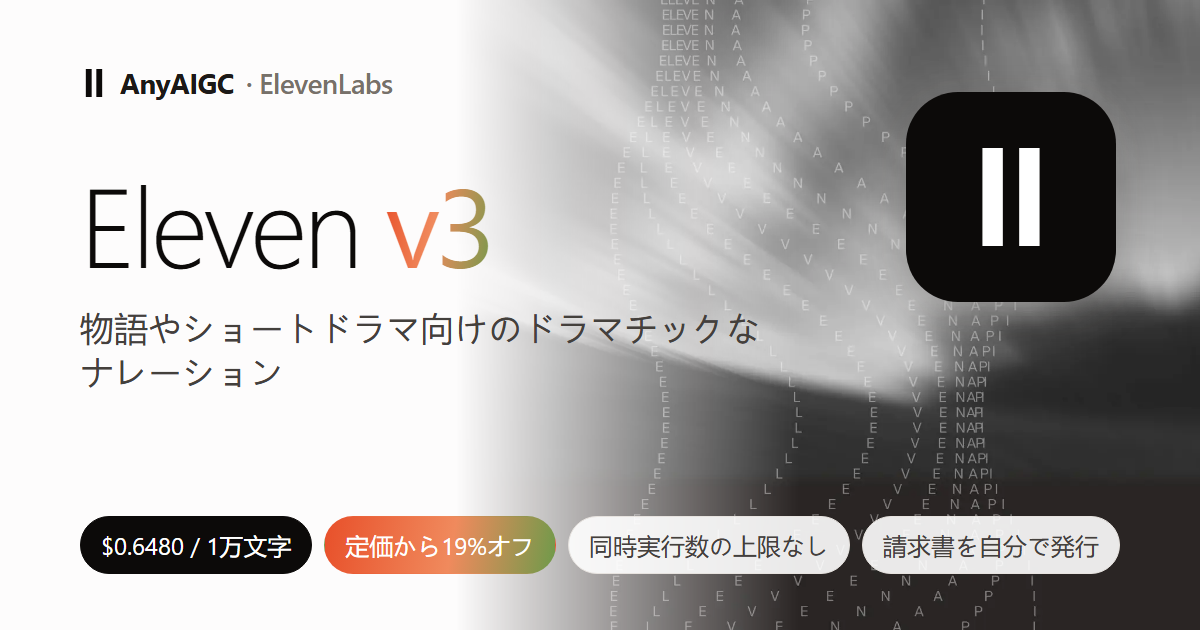 AnyAIGC · ElevenLabs
Eleven v3
物語やショートドラマ向けのドラマチックな
ナレーション
$0.6480 / 1万文字
定価から19%オフ
同時実行数の上限なし
請求書を自分で発行